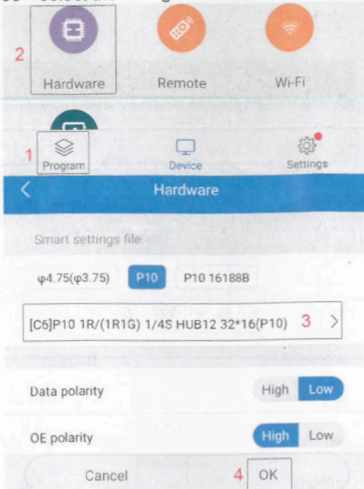 2
Hardware Remote Wi-Fi
1
Program Device Settings
< Hardware
Smart settings file
φ4.75(φ3.75) P10 P10 16188B
[C6]P10 1R/(1R1G) 1/4S HUB12 32*16(P10) 3 >
Data polarity High Low
OE polarity High Low
Cancel 4 OK